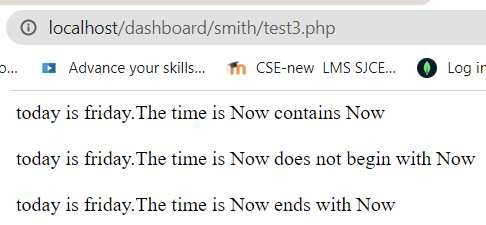 localhost/dashboard/smith/test3.php
o... Advance your skills... CSE-new LMS SJCE... Log in
today is friday.The time is Now contains Now
today is friday.The time is Now does not begin with Now
today is friday.The time is Now ends with Now